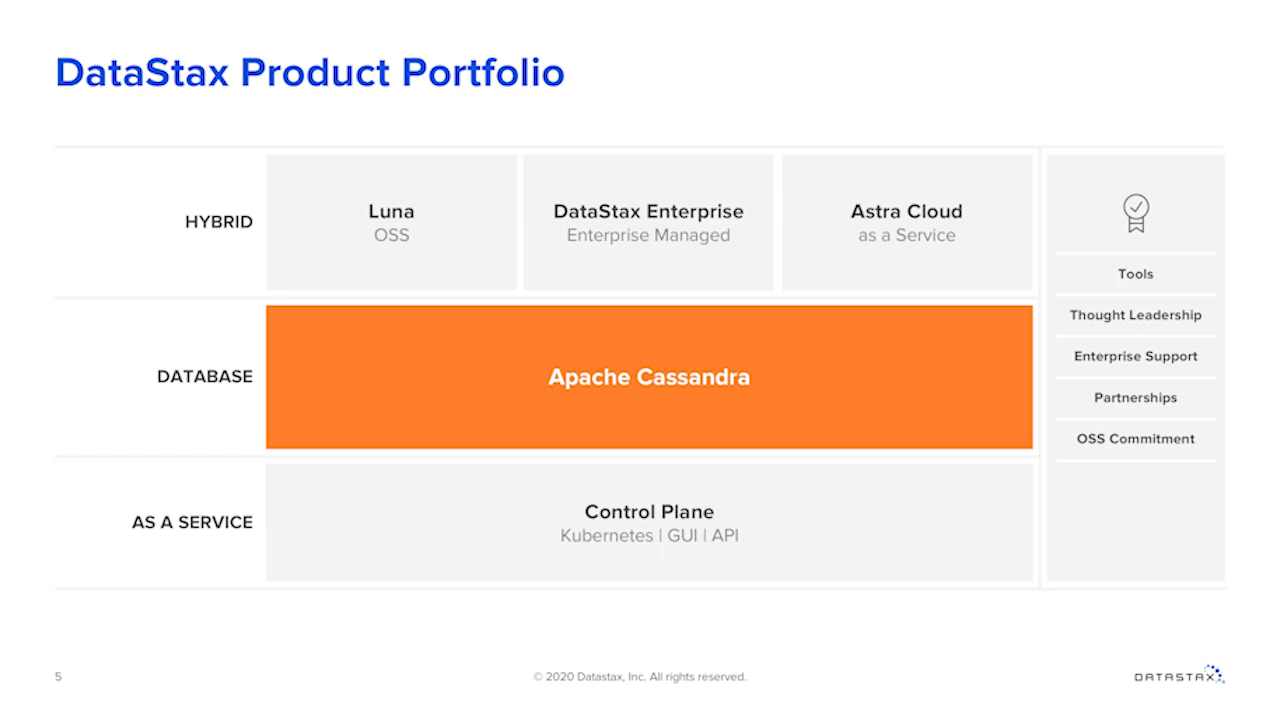 DataStax Product Portfolio
HYBRID
Luna
OSS
DataStax Enterprise
Enterprise Managed
Astra Cloud
as a Service
DATABASE
Apache Cassandra
AS A SERVICE
Control Plane
Kubernetes | GUI | API
Tools
Thought Leadership
Enterprise Support
Partnerships
OSS Commitment
5
© 2020 Datastax, Inc. All rights reserved.
DATASTAX